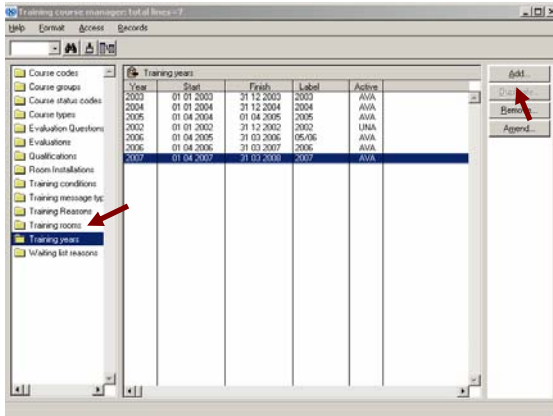 Training course manager: total lines=7
Help Format Access Records
Course codes
Course groups
Course status codes
Course types
Evaluation Questions
Evaluations
Qualifications
Room Installations
Training conditions
Training message typ
Training Reasons
Training rooms
Training years
Waiting list reasons
Training years
Year Start Finish Label Active
2003 01 01 2003 31 12 2003 2003 AVA
2004 01 01 2004 31 12 2004 2004 AVA
2005 01 04 2004 01 04 2005 2005 AVA
2002 01 01 2002 31 12 2002 2002 UNA
2006 01 04 2005 31 03 2006 05/06 AVA
2006 01 04 2006 31 03 2007 2006 AVA
2007 01 04 2007 31 03 2008 2007 AVA
Add...
Remove...
Amend...